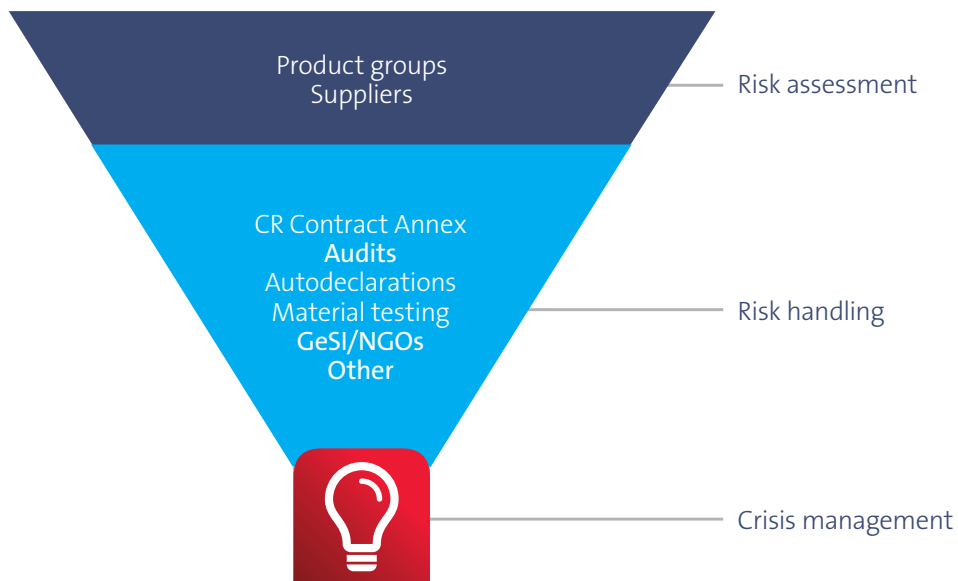 Product groups
Suppliers
Risk assessment
CR Contract Annex
Audits
Autodeclarations
Material testing
GeSI/NGOs
Other
Risk handling
Crisis management